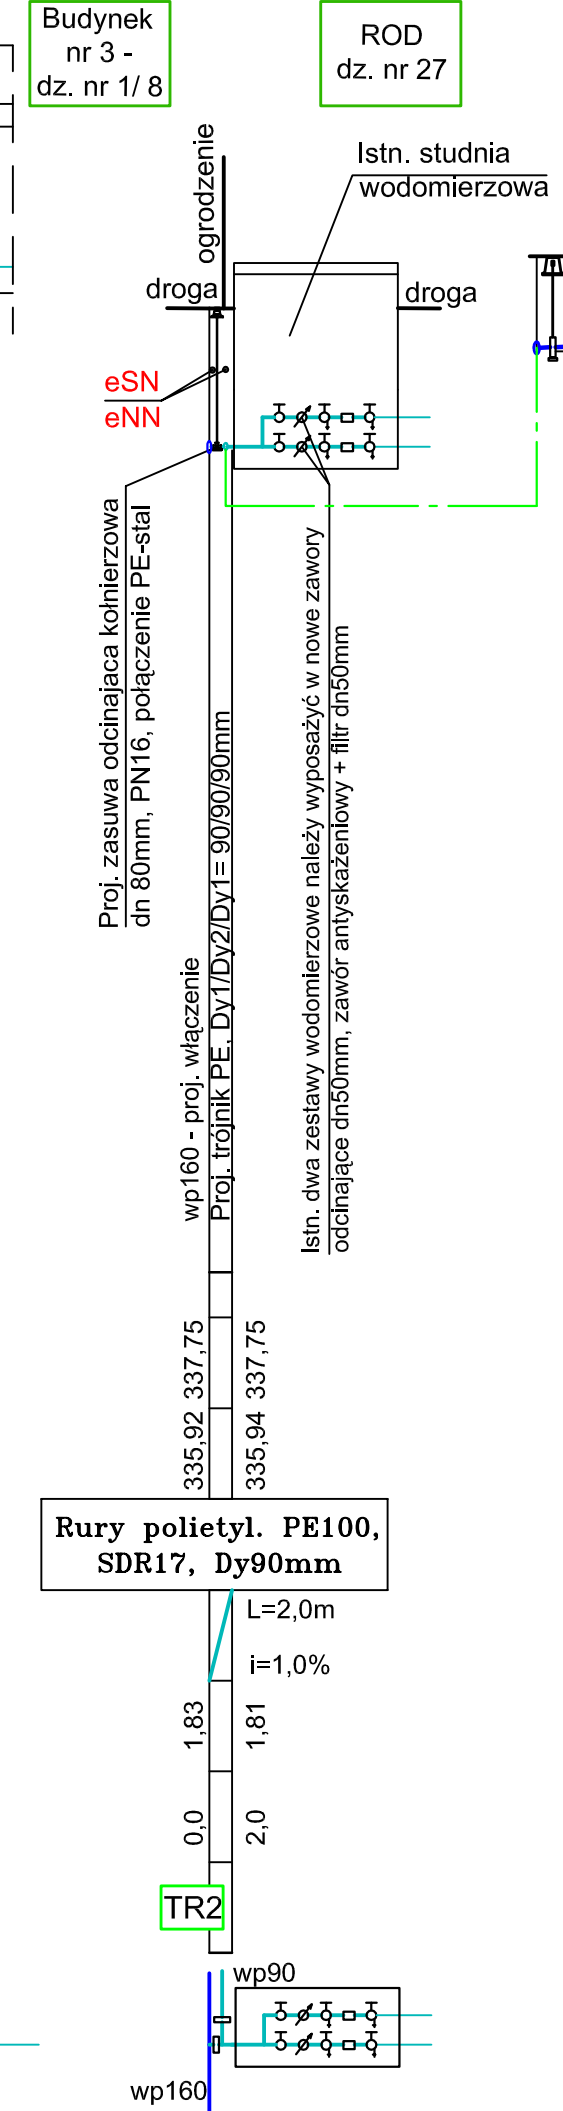 Budynek
nr 3 -
dz. nr 1/ 8
ROD
dz. nr 27
ogrodzenie
Istn. studnia
wodomierzowa
droga
droga
eSN
eNN
Proj. zasuwa odcinajaca kołnierzowa
dn 80mm, PN16, połączenie PE-stal
wp160 - proj. włączenie
Proj. trójnik PE, Dy1/Dy2/Dy1= 90/90/90mm
Istn. dwa zestawy wodomierzowe należy wyposażyć w nowe zawory
odcinające dn50mm, zawór antyskażeniowy + filtr dn50mm
337,75
337,75
335,92
335,94
Rury polietyl. PE100,
SDR17, Dy90mm
L=2,0m
i=1,0%
1,83
1,81
0,0
2,0
TR2
wp90
wp160